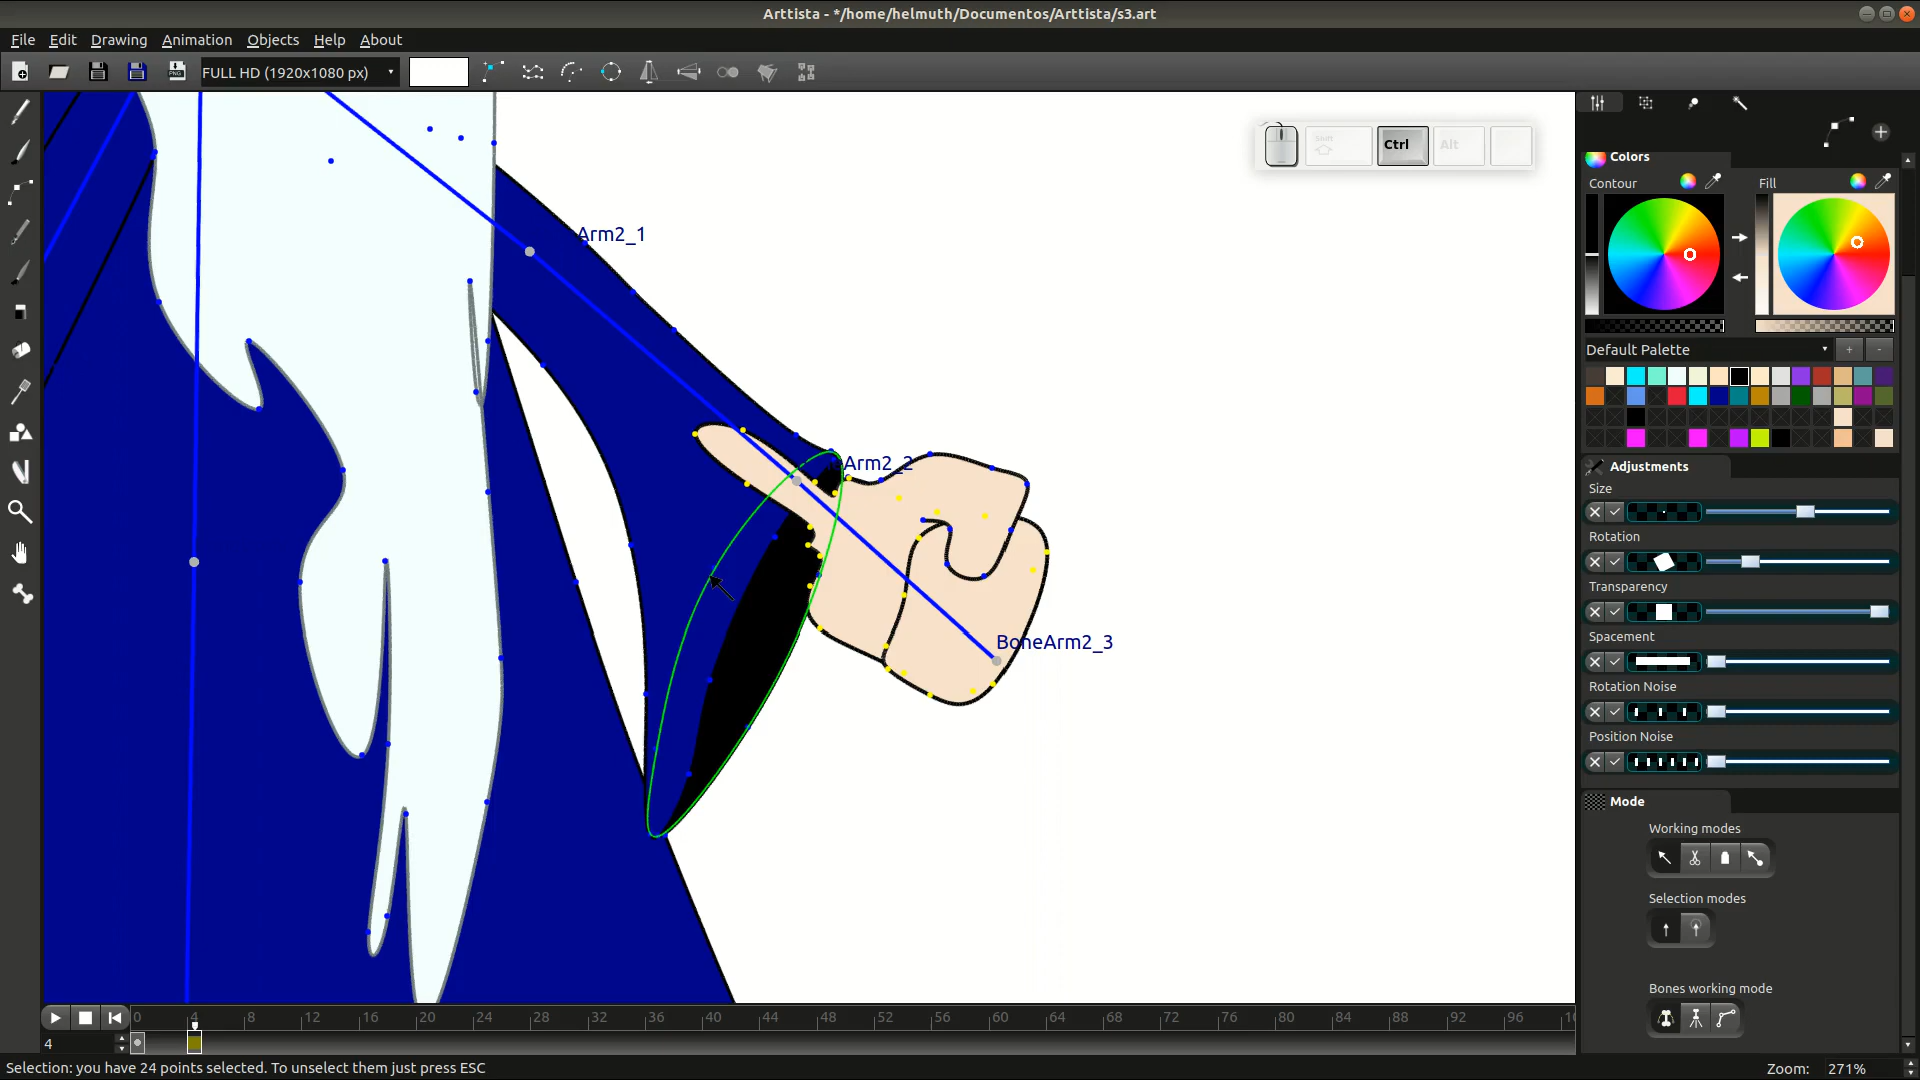 Arttista - */home/helmuth/Documentos/Arttista/s3.art
File Edit Drawing Animation Objects Help About
PNG FULL HD (1920x1080 px)
Ctrl Alt
Colors
Contour Fill
Default Palette + -
Adjustments
Size
Rotation
Transparency
Spacement
Rotation Noise
Position Noise
Mode
Working modes
Selection modes
Bones working mode
Arm2_1
Arm2_2
BoneArm2_3
0 4 8 12 16 20 24 28 32 36 40 44 48 52 56 60 64 68 72 76 80 84 88 92 96
4
Selection: you have 24 points selected. To unselect them just press ESC
Zoom: 271%